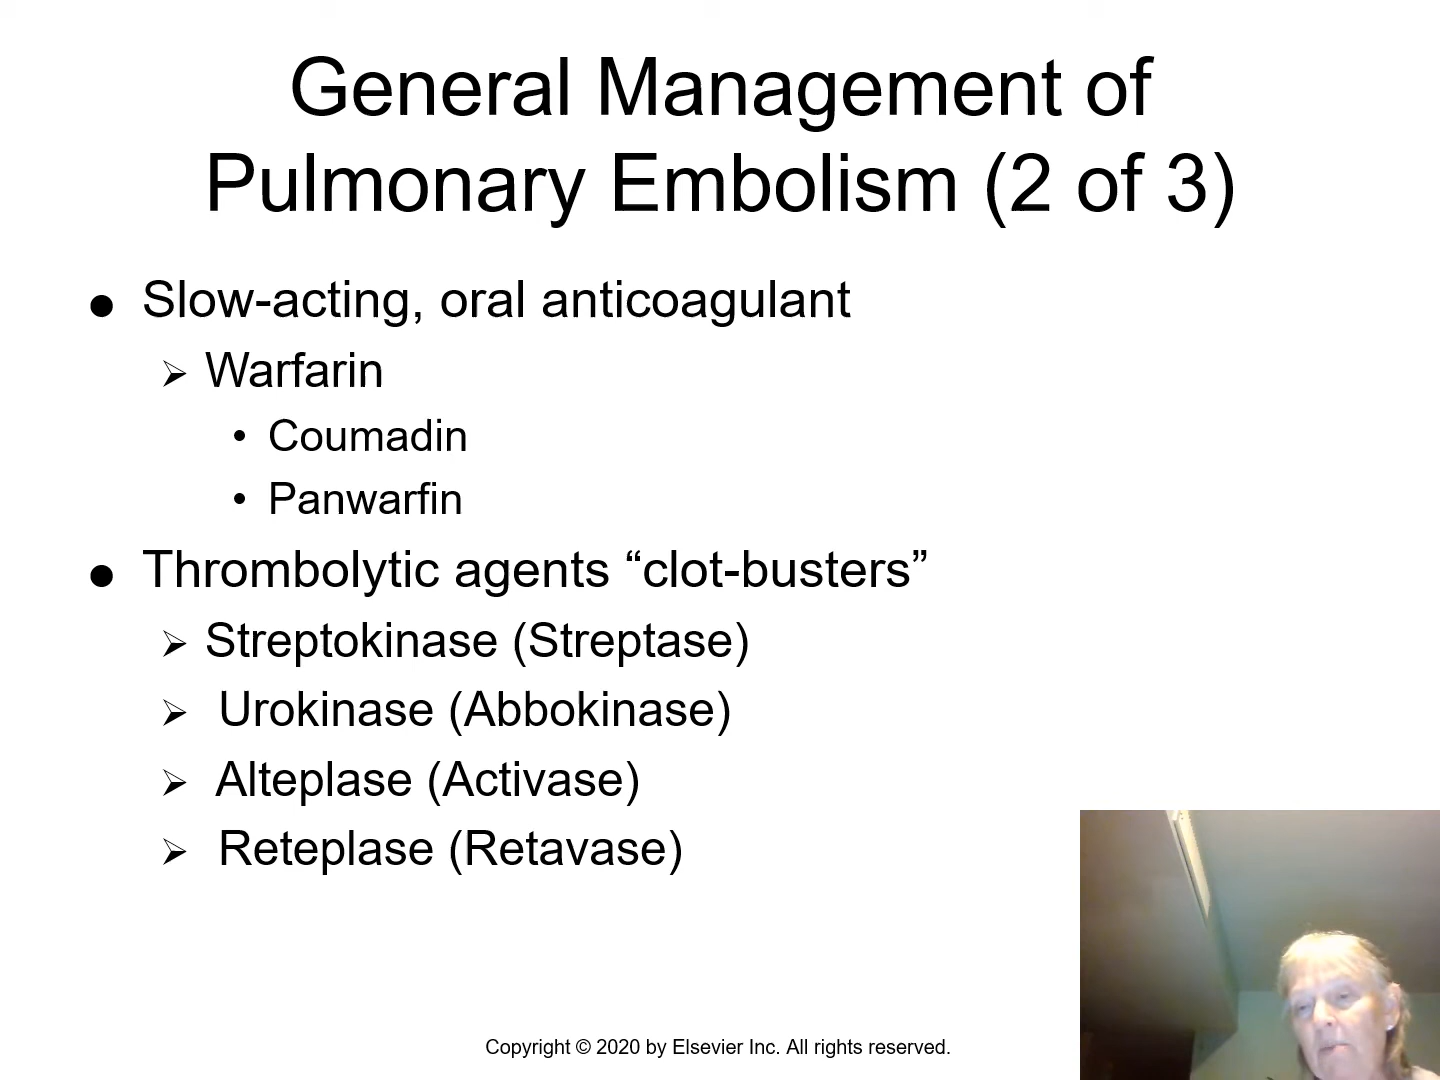 General Management of
Pulmonary Embolism (2 of 3)
● Slow-acting, oral anticoagulant
➢ Warfarin
• Coumadin
• Panwarfin
● Thrombolytic agents “clot-busters”
➢ Streptokinase (Streptase)
➢ Urokinase (Abbokinase)
➢ Alteplase (Activase)
➢ Reteplase (Retavase)
Copyright © 2020 by Elsevier Inc. All rights reserved.